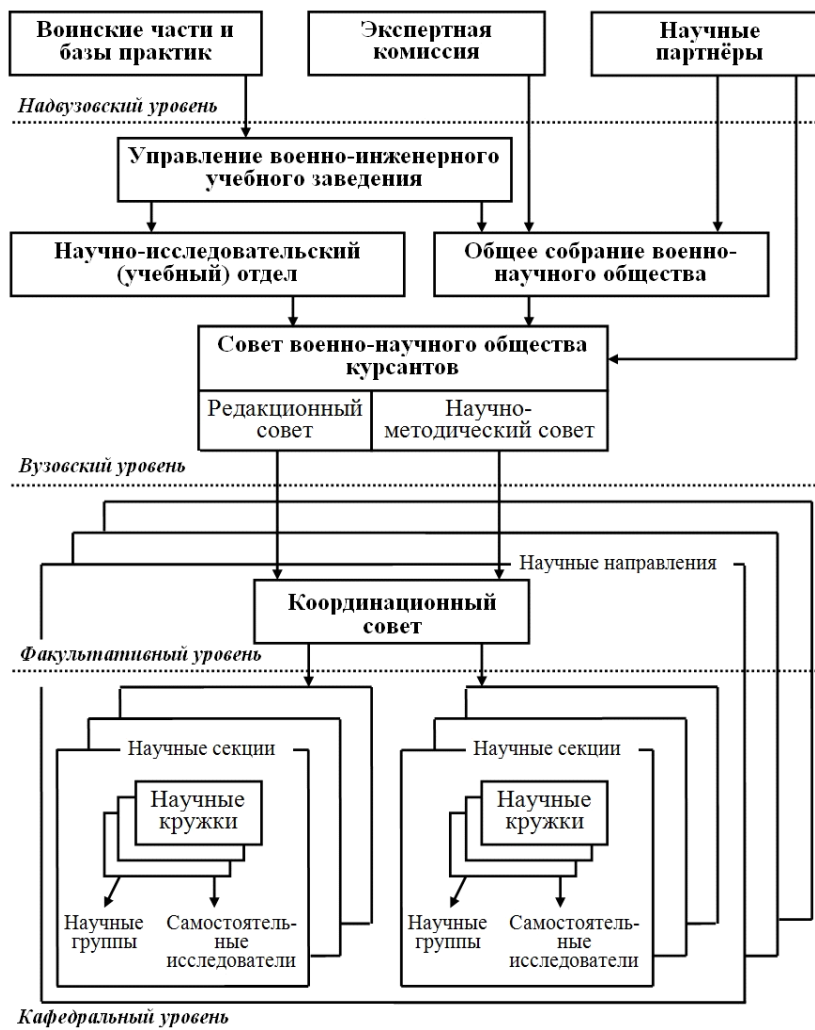 Воинские части и
базы практик
Экспертная
комиссия
Научные
партнёры
Надвузовский уровень
Управление военно-инженерного
учебного заведения
Научно-исследовательский
(учебный) отдел
Общее собрание военно-
научного общества
Совет военно-научного общества
курсантов
Редакционный
совет
Научно-
методический совет
Вузовский уровень
Научные направления
Координационный
совет
Факультативный уровень
Научные секции
Научные
кружки
Научные
группы
Самостоятель-
ные
исследователи
Научные секции
Научные
кружки
Научные
группы
Самостоятель-
ные
исследователи
Кафедральный уровень